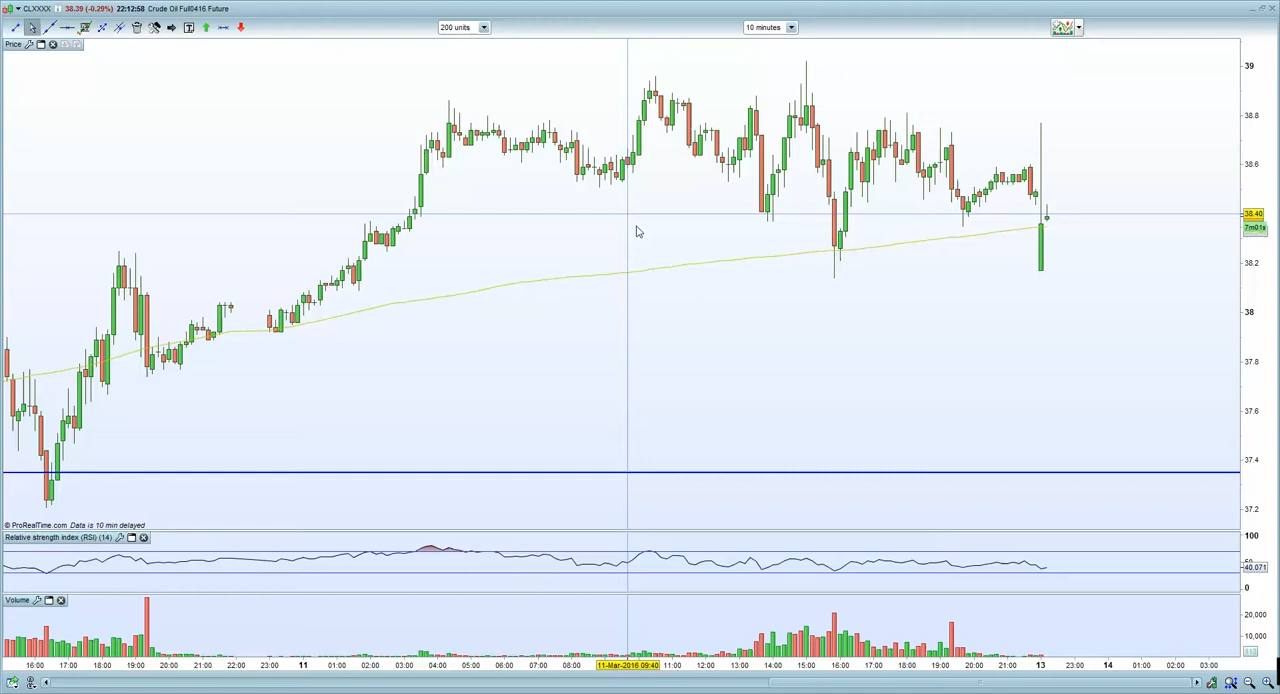 CLXXXX 38.39 (-0.29%) 22:12:58 Crude Oil Full0416 Future
200 units 10 minutes
Price
39
38.8
38.6
38.40
7m01s
38.2
38
37.8
37.6
37.4
37.2
© ProRealTime.com Data is 10 min delayed
Relative strength index (RSI) (14)
100
40.071
0
Volume
20,000
10,000
16:00 17:00 18:00 19:00 20:00 21:00 22:00 23:00 11 01:00 02:00 03:00 04:00 05:00 06:00 07:00 08:00 11-Mar-2016 09:40 11:00 12:00 13:00 14:00 15:00 16:00 17:00 18:00 19:00 20:00 21:00 13 23:00 14 01:00 02:00 03:00